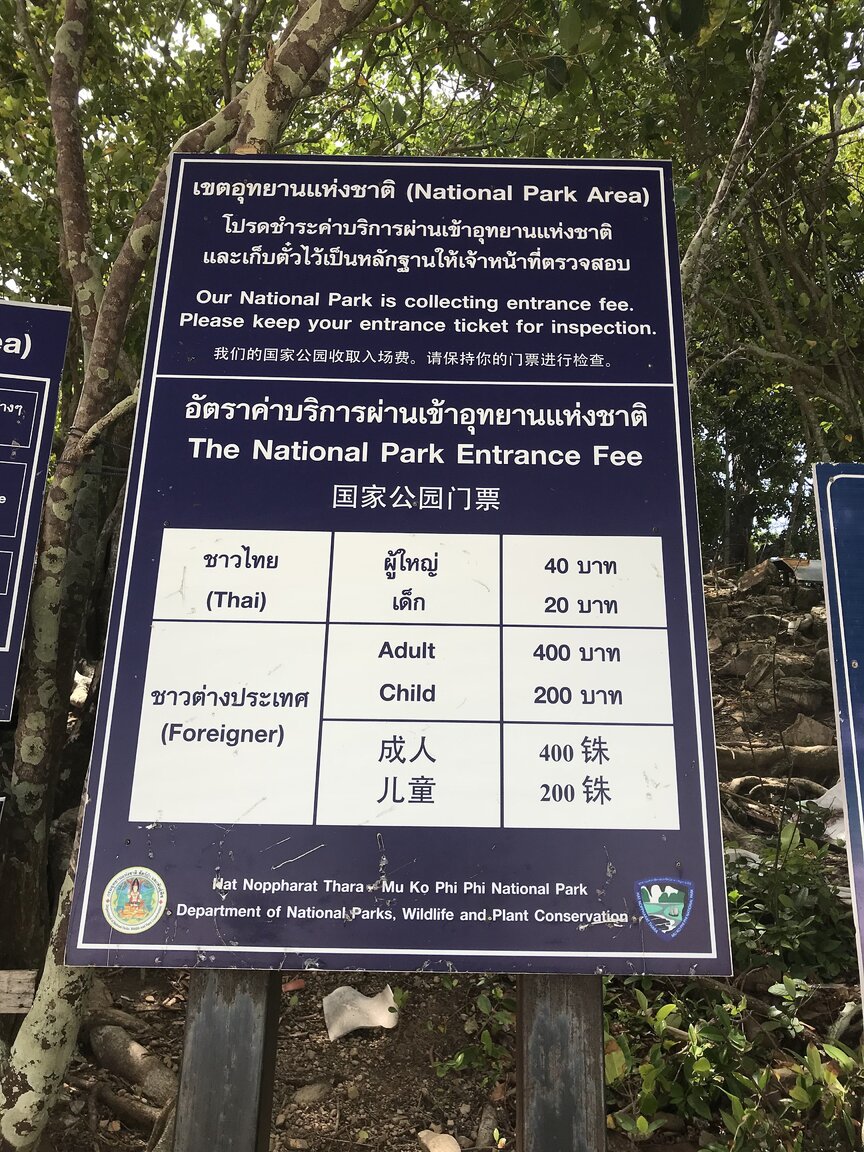 เขตอุทยานแห่งชาติ (National Park Area)
โปรดชำระค่าบริการผ่านเข้าอุทยานแห่งชาติ
และเก็บตั๋วไว้เป็นหลักฐานให้เจ้าหน้าที่ตรวจสอบ
Our National Park is collecting entrance fee.
Please keep your entrance ticket for inspection.
我们的国家公园收取入场费。请保持你的门票进行检查。
อัตราค่าบริการผ่านเข้าอุทยานแห่งชาติ
The National Park Entrance Fee
国家公园门票
ชาวไทย
(Thai)
ผู้ใหญ่ 40 บาท
เด็ก 20 บาท
ชาวต่างประเทศ
(Foreigner)
Adult 400 บาท
Child 200 บาท
成人 400 铢
儿童 200 铢
Hat Noppharat Thara - Mu Ko Phi Phi National Park
Department of National Parks, Wildlife and Plant Conservation
ea)